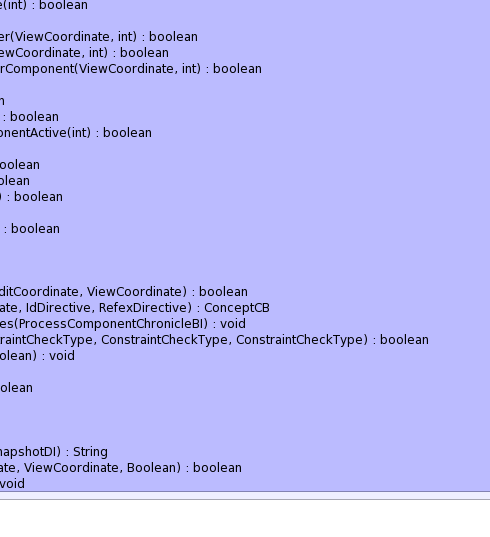 e(int) : boolean
er(ViewCoordinate, int) : boolean
ewCoordinate, int) : boolean
rComponent(ViewCoordinate, int) : boolean
n
: boolean
onentActive(int) : boolean
oolean
olean
) : boolean
: boolean
ditCoordinate, ViewCoordinate) : boolean
ate, IdDirective, RefexDirective) : ConceptCB
es(ProcessComponentChronicleBI) : void
raintCheckType, ConstraintCheckType, ConstraintCheckType) : boolean
olean) : void
oolean
napshotDI) : String
ate, ViewCoordinate, Boolean) : boolean
void